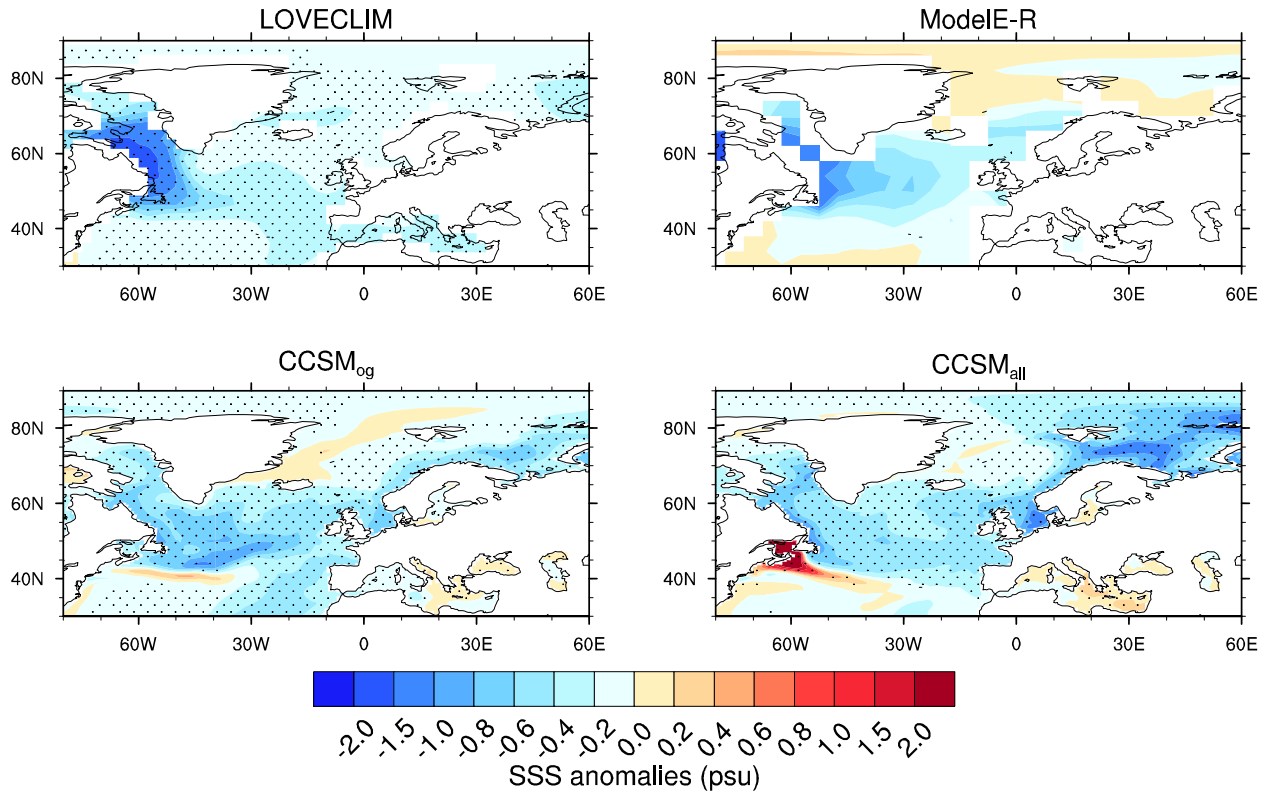 LOVECLIM
ModelE-R
80N
60N
40N
60W 30W 0 30E 60E
80N
60N
40N
60W 30W 0 30E 60E
CCSMog
CCSMall
80N
60N
40N
60W 30W 0 30E 60E
80N
60N
40N
60W 30W 0 30E 60E
-2.0 -1.5 -1.0 -0.8 -0.6 -0.4 -0.2 0.0 0.2 0.4 0.6 0.8 1.0 1.5 2.0
SSS anomalies (psu)